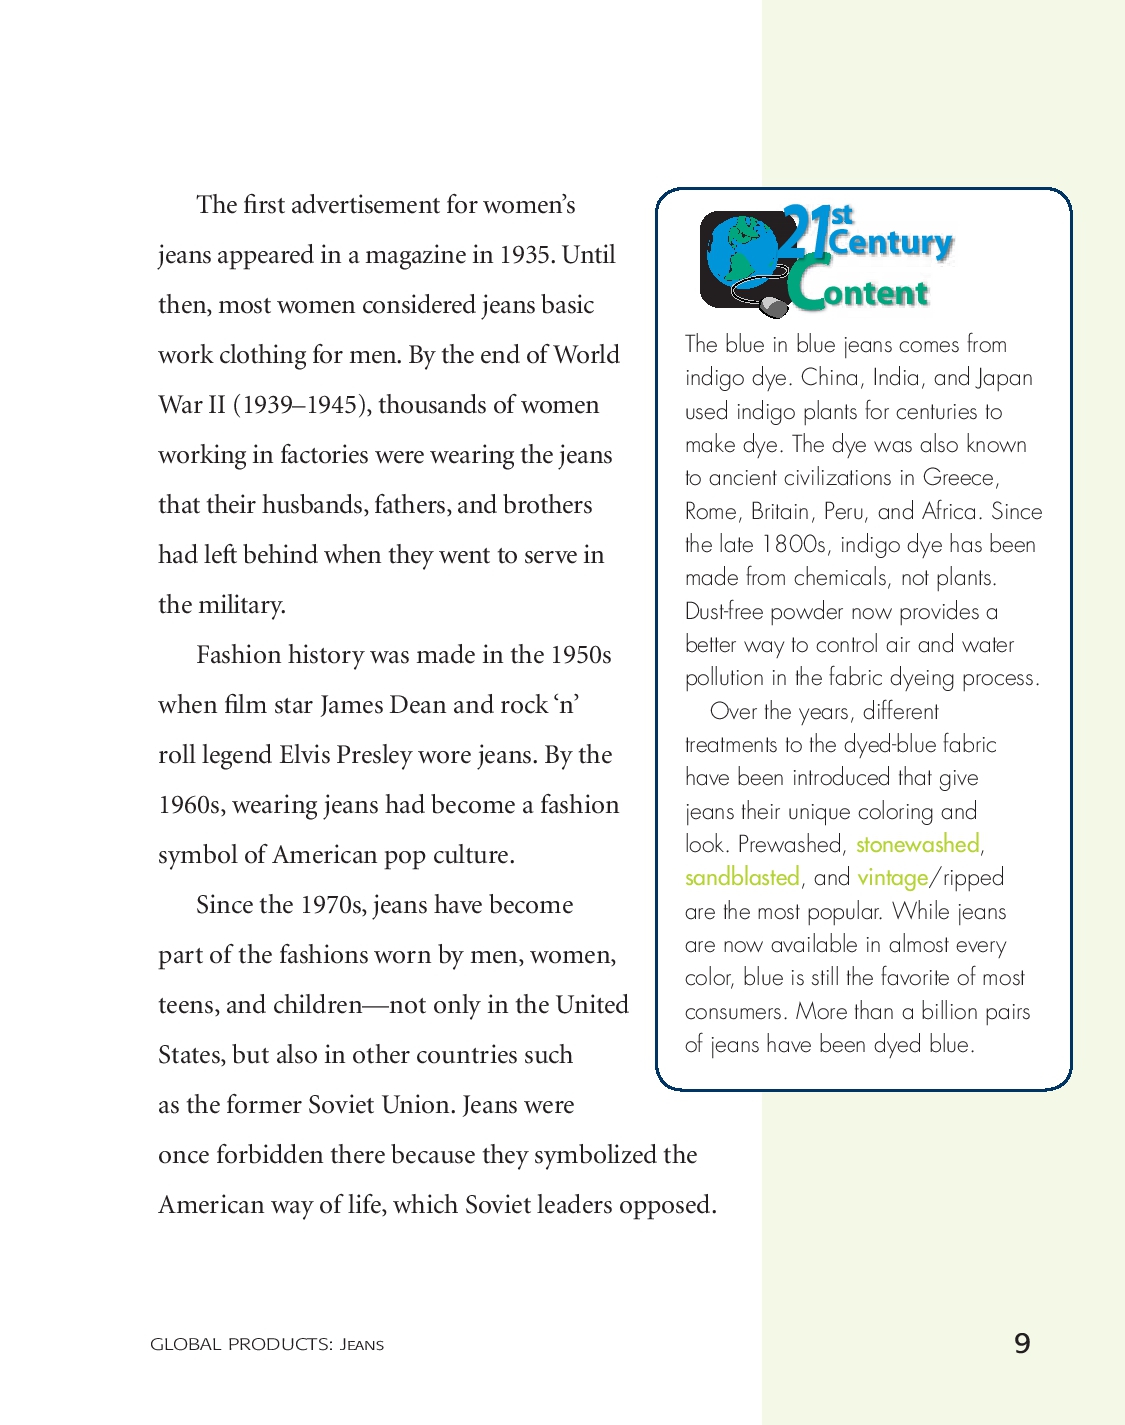 The first advertisement for women’s
jeans appeared in a magazine in 1935. Until
then, most women considered jeans basic
work clothing for men. By the end of World
War II (1939–1945), thousands of women
working in factories were wearing the jeans
that their husbands, fathers, and brothers
had left behind when they went to serve in
the military.
Fashion history was made in the 1950s
when film star James Dean and rock ‘n’
roll legend Elvis Presley wore jeans. By the
1960s, wearing jeans had become a fashion
symbol of American pop culture.
Since the 1970s, jeans have become
part of the fashions worn by men, women,
teens, and children—not only in the United
States, but also in other countries such
as the former Soviet Union. Jeans were
once forbidden there because they symbolized the
American way of life, which Soviet leaders opposed.
21st
Century
Content
The blue in blue jeans comes from
indigo dye. China, India, and Japan
used indigo plants for centuries to
make dye. The dye was also known
to ancient civilizations in Greece,
Rome, Britain, Peru, and Africa. Since
the late 1800s, indigo dye has been
made from chemicals, not plants.
Dust-free powder now provides a
better way to control air and water
pollution in the fabric dyeing process.
Over the years, different
treatments to the dyed-blue fabric
have been introduced that give
jeans their unique coloring and
look. Prewashed, stonewashed,
sandblasted, and vintage/ripped
are the most popular. While jeans
are now available in almost every
color, blue is still the favorite of most
consumers. More than a billion pairs
of jeans have been dyed blue.
GLOBAL PRODUCTS: JEANS
9